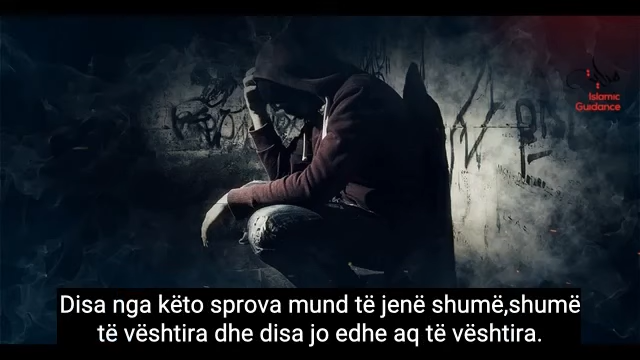 Islamic
Guidance
Disa nga këto sprova mund të jenë shumë,shumë
të vështira dhe disa jo edhe aq të vështira.